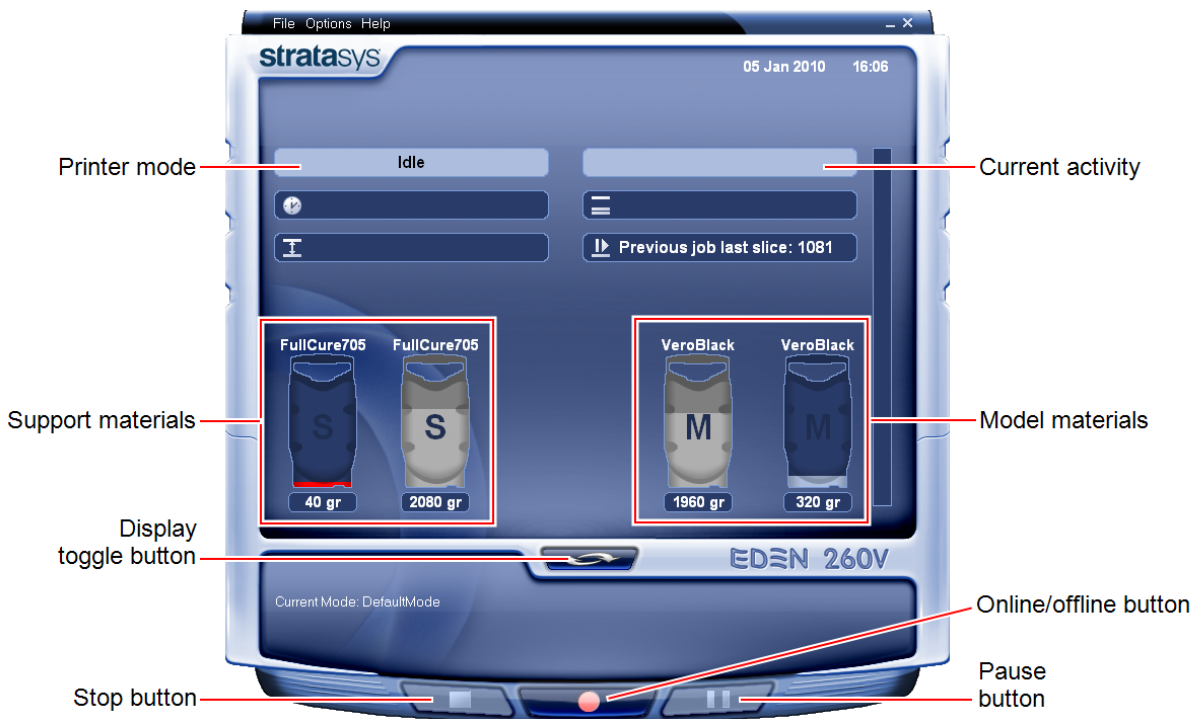 File Options Help
stratasys
05 Jan 2010 16:06
Printer mode
Idle
Current activity
Previous job last slice: 1081
Support materials
FullCure705 FullCure705
S S
40 gr 2080 gr
VeroBlack VeroBlack
M M
1960 gr 320 gr
Model materials
Display
toggle button
EDEN 260V
Current Mode: DefaultMode
Online/offline button
Stop button
Pause
button